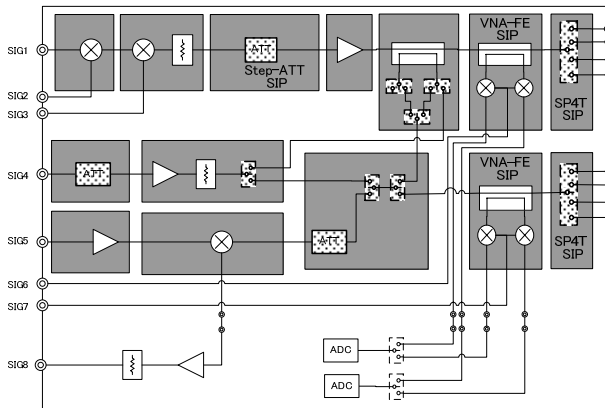 SIG1
SIG2
SIG3
SIG4
SIG5
SIG6
SIG7
SIG8
ATT
Step-ATT
SIP
VNA-FE
SIP
SP4T
SIP
ATT
ATT
VNA-FE
SIP
SP4T
SIP
ADC
ADC